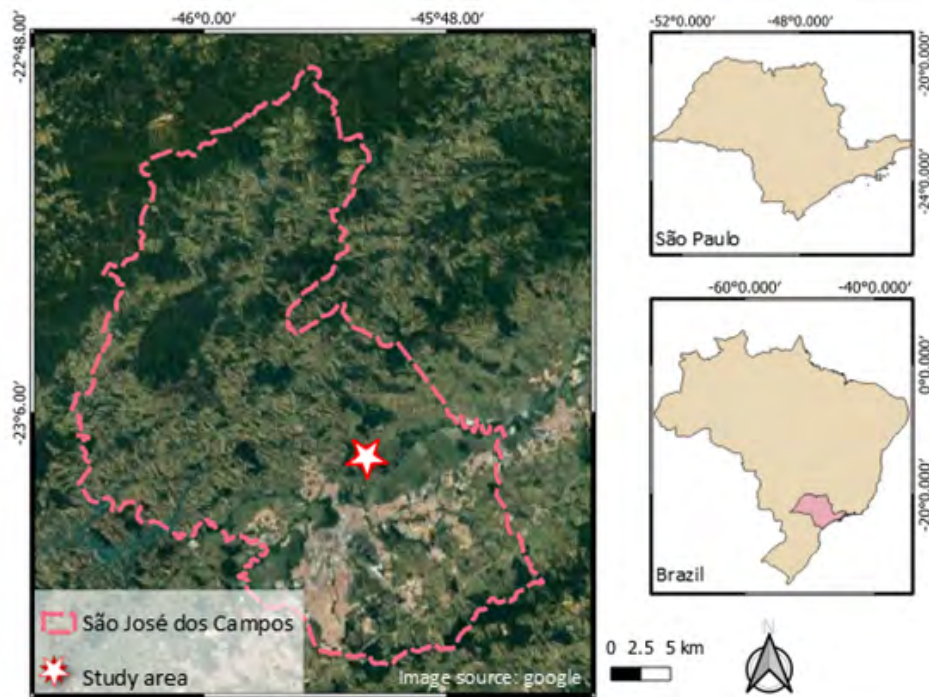 -46°0.00' -45°48.00'
-22°48.00'
-23°6.00'
São José dos Campos
Study area
Image source: google
-52°0.000' -48°0.000'
-20°0.000'
-24°0.000'
São Paulo
-60°0.000' -40°0.000'
0°0.000'
-20°0.000'
Brazil
0 2.5 5 km
N